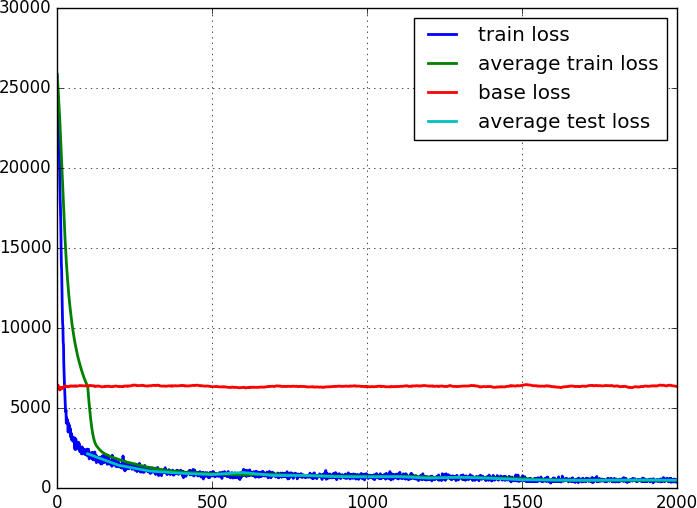 30000
25000
20000
15000
10000
5000
0
0 500 1000 1500 2000
train loss
average train loss
base loss
average test loss